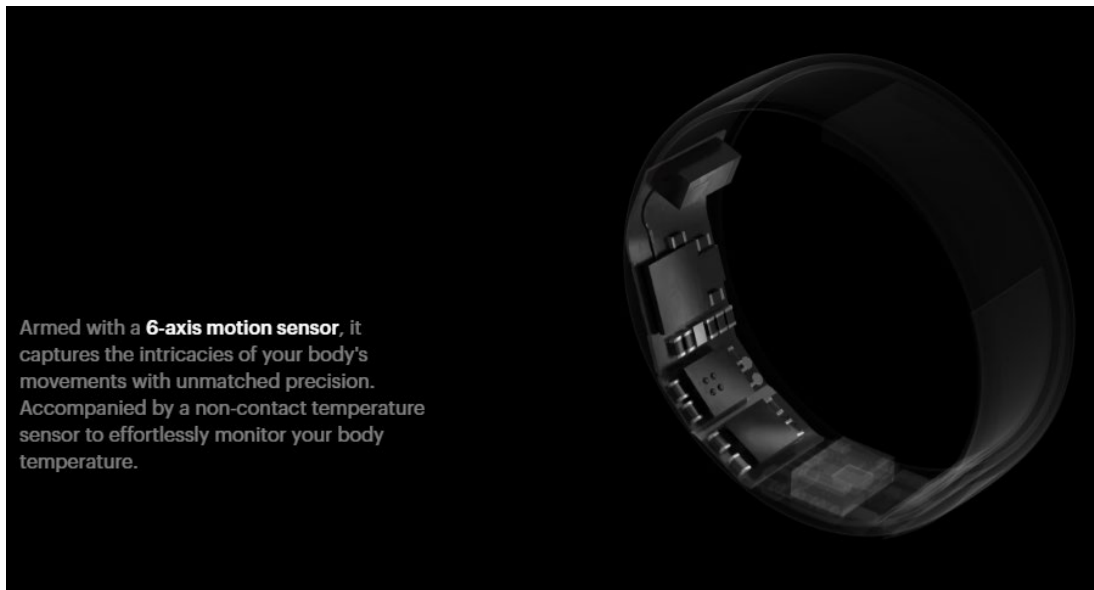 Armed with a 6-axis motion sensor, it
captures the intricacies of your body's
movements with unmatched precision.
Accompanied by a non-contact temperature
sensor to effortlessly monitor your body
temperature.